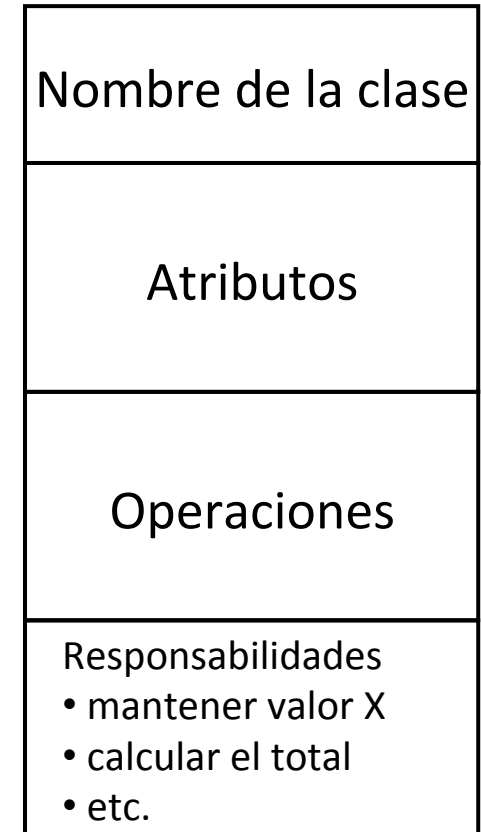 Nombre de la clase
Atributos
Operaciones
Responsabilidades
• mantener valor X
• calcular el total
• etc.